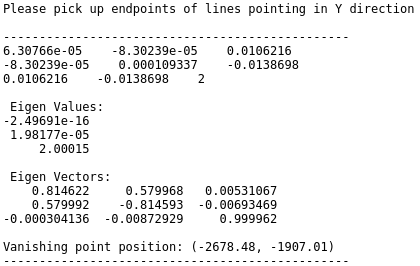 Please pick up endpoints of lines pointing in Y direction
------------------------------------------------
6.30766e-05 -8.30239e-05 0.0106216
-8.30239e-05 0.000109337 -0.0138698
0.0106216 -0.0138698 2
Eigen Values:
-2.49691e-16
1.98177e-05
2.00015
Eigen Vectors:
0.814622 0.579968 0.00531067
0.579992 -0.814593 -0.00693469
-0.000304136 -0.00872929 0.999962
Vanishing point position: (-2678.48, -1907.01)
------------------------------------------------